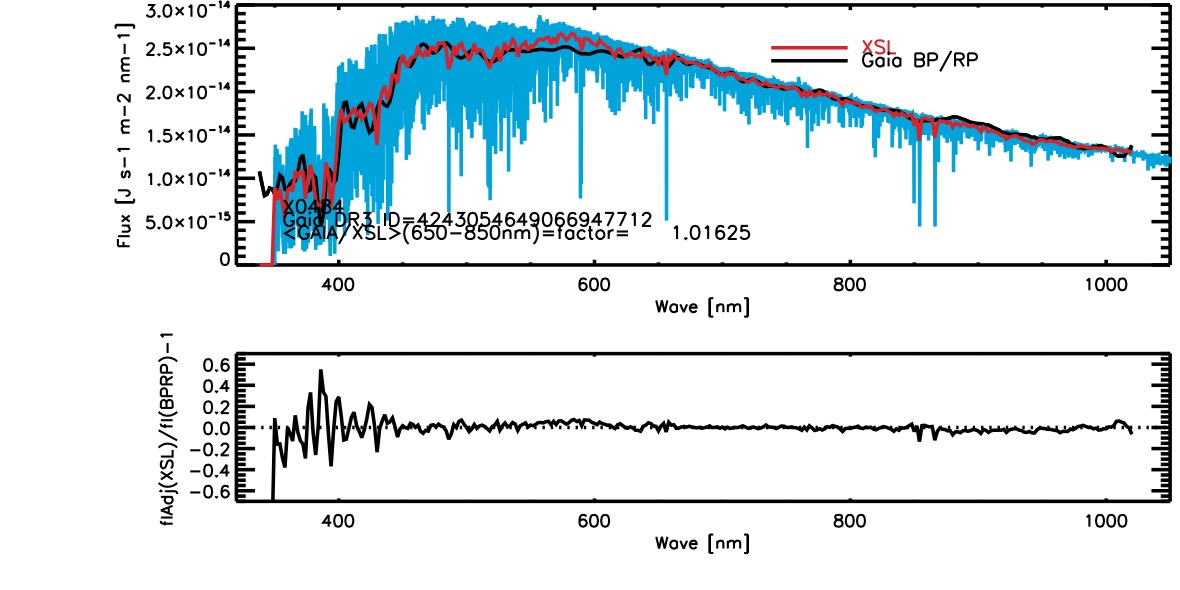 3.0×10⁻¹⁴
2.5×10⁻¹⁴
2.0×10⁻¹⁴
1.5×10⁻¹⁴
1.0×10⁻¹⁴
5.0×10⁻¹⁵
0
Flux [J s−1 m−2 nm−1]
XSL
Gaia BP/RP
X0484
Gaia DR3 ID=4243054649066947712
<GAIA/XSL>(650−850nm)=factor= 1.01625
400 600 800 1000
Wave [nm]
flAdj(XSL)/fl(BPRP)−1
0.6
0.4
0.2
0.0
−0.2
−0.4
−0.6
400 600 800 1000
Wave [nm]